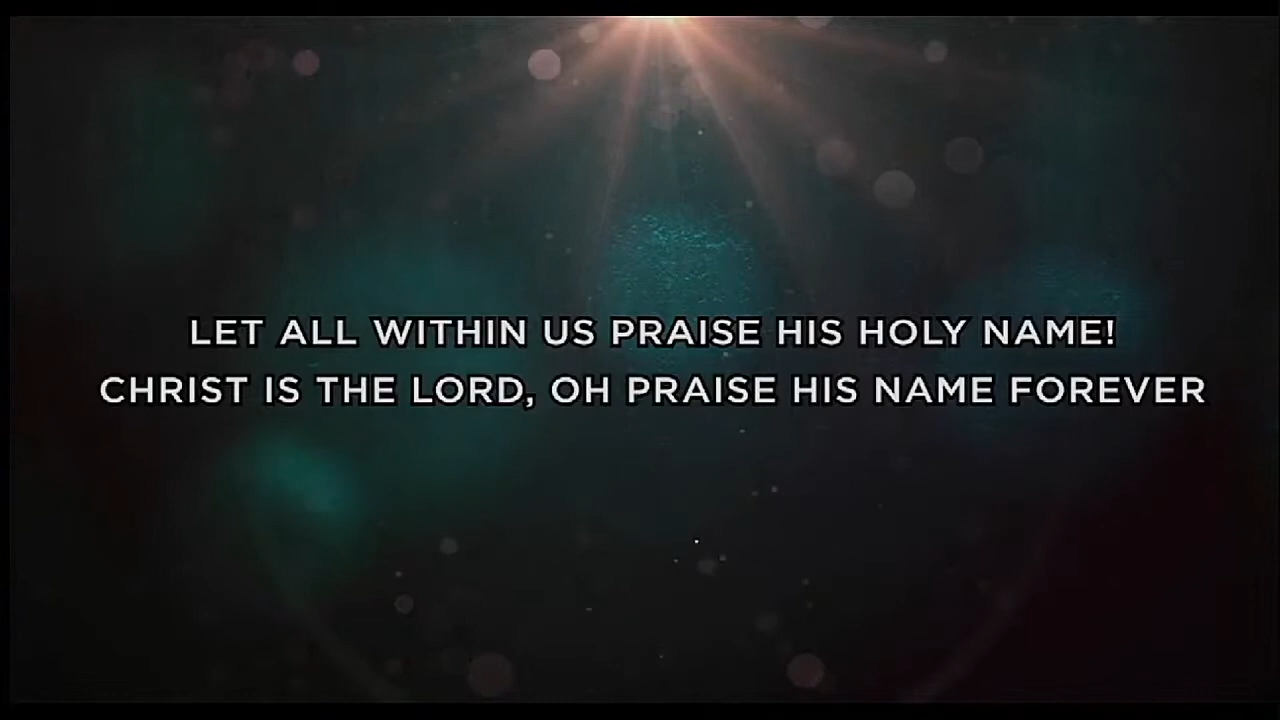 LET ALL WITHIN US PRAISE HIS HOLY NAME!
CHRIST IS THE LORD, OH PRAISE HIS NAME FOREVER